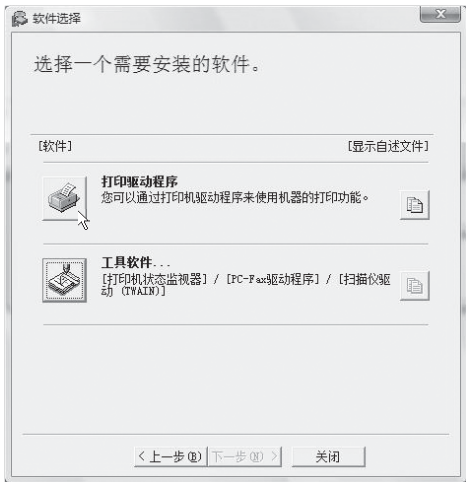 软件选择
选择一个需要安装的软件。
[软件] [显示自述文件]
打印驱动程序
您可以通过打印机驱动程序来使用机器的打印功能。
工具软件...
[打印机状态监视器] / [PC-Fax驱动程序] / [扫描仪驱
动 (TWAIN)]
< 上一步(B) 下一步(N) > 关闭